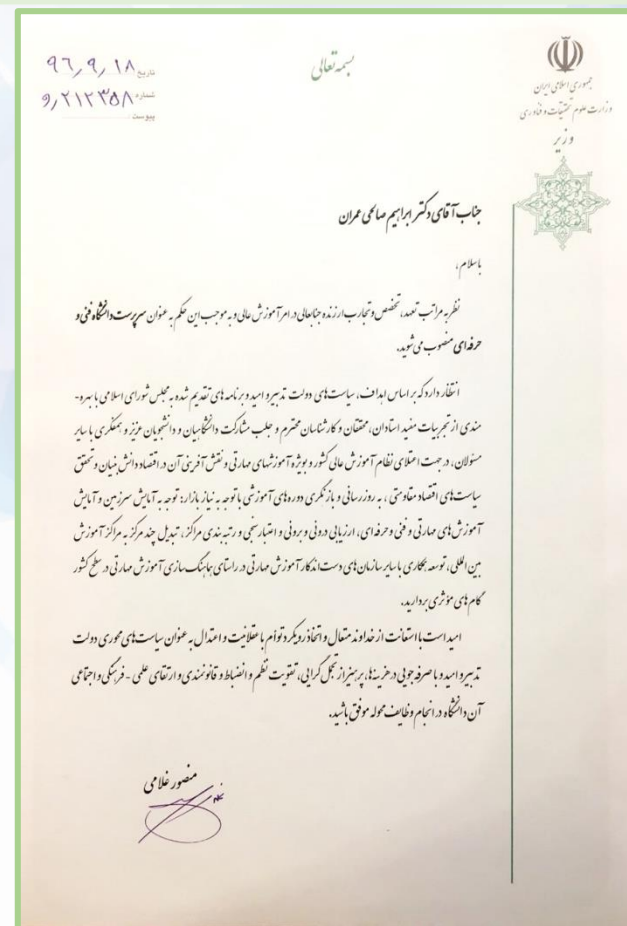 بسمه تعالی
جمهوری اسلامی ایران
وزارت علوم تحقیقات و فناوری
وزیر
تاریخ ۹۶٫۹٫۱۸
شماره ۲۱۲۳۵۸٫و
پیوست
جناب آقای دکتر ابراهیم صالحی عمران
باسلام،
نظر به مراتب تعهد، تخصص و تجارب ارزنده جنابعالی در امر آموزش عالی و به موجب این حکم به عنوان سرپرست دانشگاه فنی و
حرفه‌ای منصوب می‌شوید.
انتظار دارد که بر اساس اهداف، سیاست‌های دولت تدبیر و امید و برنامه‌های تقدیم شده به مجلس شورای اسلامی با بهره-
مندی از تجربیات مفید استادان، محققان و کارشناسان محترم و جلب مشارکت دانشگاهیان و دانشجویان عزیز و همفکری با سایر
مسئولان، در جهت اعتلای نظام آموزش عالی کشور و بویژه آموزشهای مهارتی و نقش آفرینی آن در اقتصاد دانش بنیان و تحقق
سیاست‌های اقتصاد مقاومتی، به روزرسانی و بازنگری دوره‌های آموزشی با توجه به نیاز بازار: توجه به آمایش سرزمین و آمایش
آموزش‌های مهارتی و فنی و حرفه‌ای، ارزیابی درونی و برونی و اعتبارسنجی و رتبه بندی مراکز، تبدیل چند مرکز به مراکز آموزش
بین المللی، توسعه همکاری با سایر سازمان‌های دست اندکار آموزش مهارتی در راستای هماهنگ سازی آموزش مهارتی در سطح کشور
گام‌های مؤثری بردارید.
امید است با استعانت از خداوند متعال و اتخاذ رویکرد توأم با عقلانیت و اعتدال به عنوان سیاست‌های محوری دولت
تدبیر و امید و با صرفه جویی در هزینه‌ها، پرهیز از تجمل گرایی، تقویت نظم و انضباط و قانونمندی و ارتقای علمی - فرهنگی و اجتماعی
آن دانشگاه در انجام وظایف محوله موفق باشید.
منصور غلامی